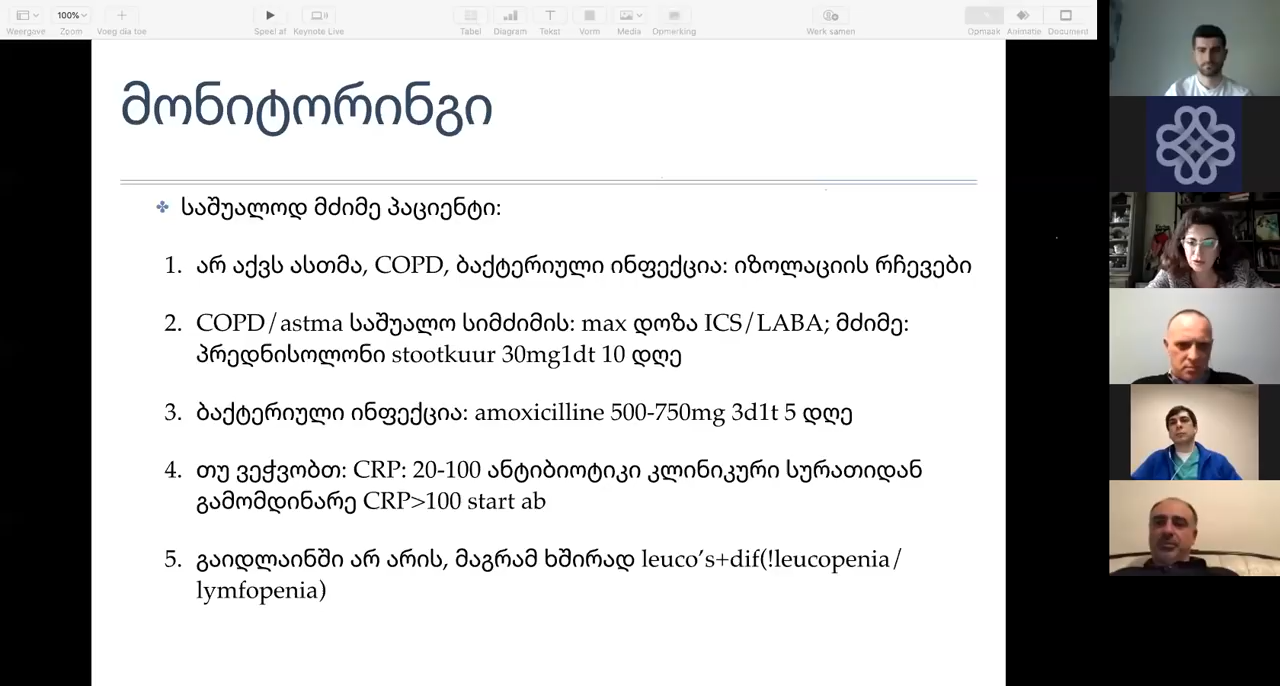 100%
Weergave
Zoom
Voeg dia toe
Speel af
Keynote Live
Tabel
Diagram
Tekst
Vorm
Media
Opmerking
Werk samen
Opmaak
Animatie
Document
მონიტორინგი
საშუალოდ მძიმე პაციენტი:
1. არ აქვს ასთმა, COPD, ბაქტერიული ინფექცია: იზოლაციის რჩევები
2. COPD/astma საშუალო სიმძიმის: max დოზა ICS/LABA; მძიმე:
პრედნისოლონი stootkuur 30mg1dt 10 დღე
3. ბაქტერიული ინფექცია: amoxicilline 500-750mg 3d1t 5 დღე
4. თუ ვეჭვობთ: CRP: 20-100 ანტიბიოტიკი კლინიკური სურათიდან
გამომდინარე CRP>100 start ab
5. გაიდლაინში არ არის, მაგრამ ხშირად leuco’s+dif(!leucopenia/
lymfopenia)